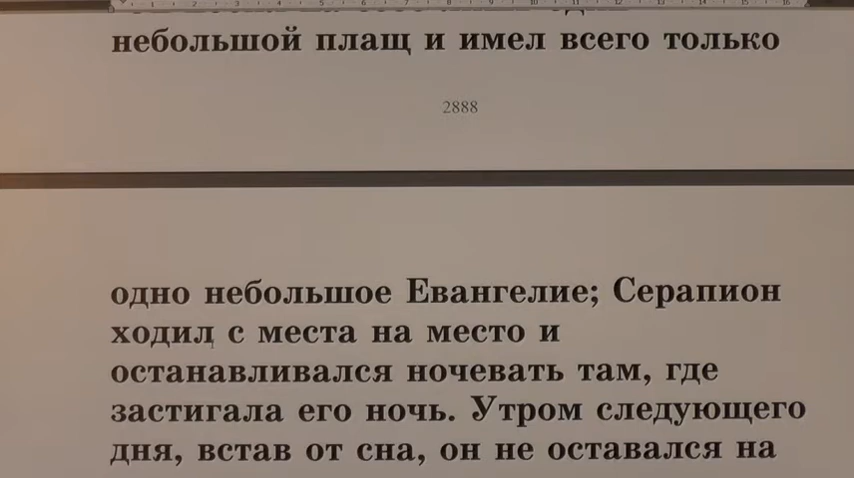 небольшой плащ и имел всего только
2888
одно небольшое Евангелие; Серапион
ходил с места на место и
останавливался ночевать там, где
застигала его ночь. Утром следующего
дня, встав от сна, он не оставался на